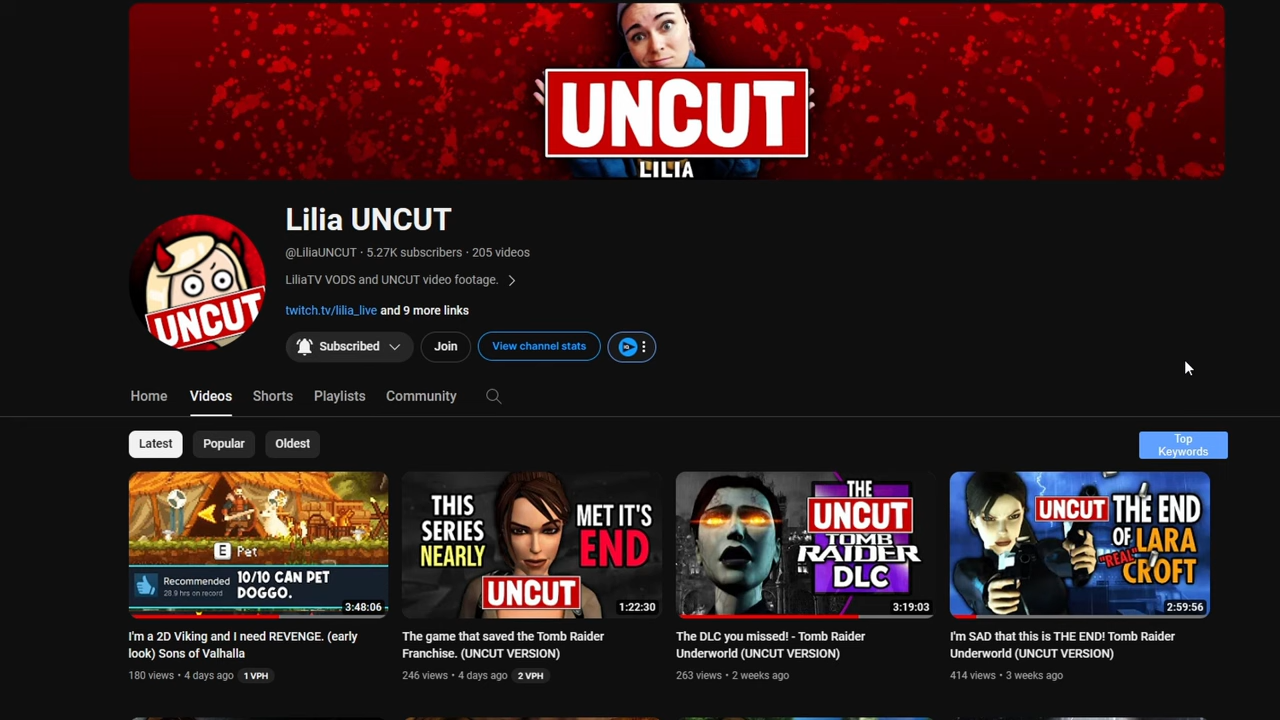 UNCUT
LILIA
Lilia UNCUT
@LiliaUNCUT · 5.27K subscribers · 205 videos
LiliaTV VODS and UNCUT video footage.
twitch.tv/lilia_live and 9 more links
UNCUT
Subscribed
Join
View channel stats
Home
Videos
Shorts
Playlists
Community
Latest
Popular
Oldest
Top
Keywords
E Pet
Recommended
28.9 hrs on record
10/10 CAN PET
DOGGO.
3:48:06
I'm a 2D Viking and I need REVENGE. (early
look) Sons of Valhalla
180 views · 4 days ago 1 VPH
THIS
SERIES
NEARLY
MET IT'S
END
UNCUT
1:22:30
The game that saved the Tomb Raider
Franchise. (UNCUT VERSION)
246 views · 4 days ago 2 VPH
THE
UNCUT
TOMB
RAIDER
DLC
3:19:03
The DLC you missed! - Tomb Raider
Underworld (UNCUT VERSION)
263 views · 2 weeks ago
UNCUT THE END
OF LARA
"REAL" CROFT
2:59:56
I'm SAD that this is THE END! Tomb Raider
Underworld (UNCUT VERSION)
414 views · 3 weeks ago